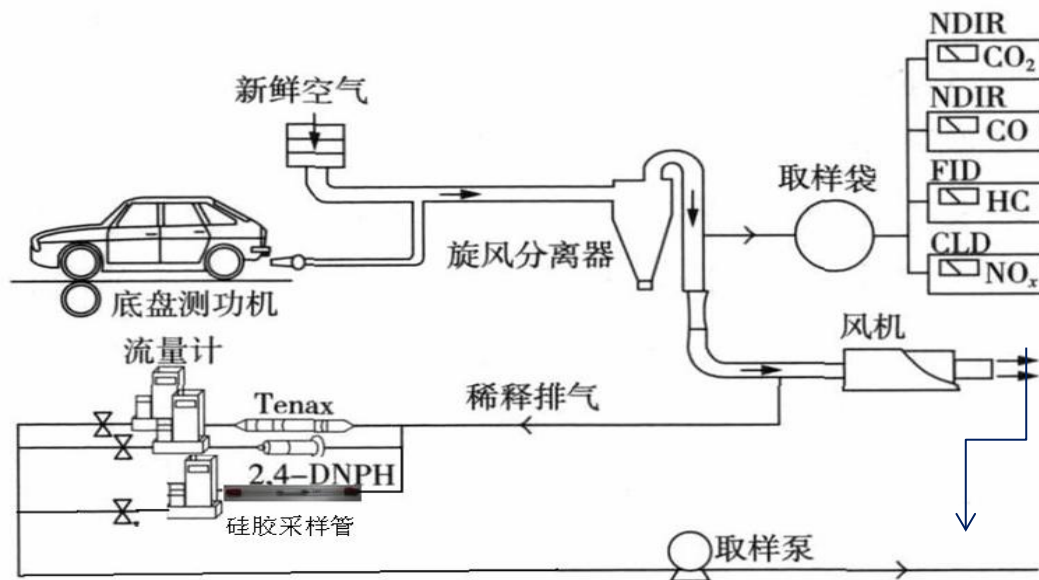 NDIR
CO₂
NDIR
CO
FID
HC
CLD
NOₓ
新鲜空气
取样袋
旋风分离器
底盘测功机
风机
流量计
稀释排气
Tenax
2,4-DNPH
硅胶采样管
取样泵